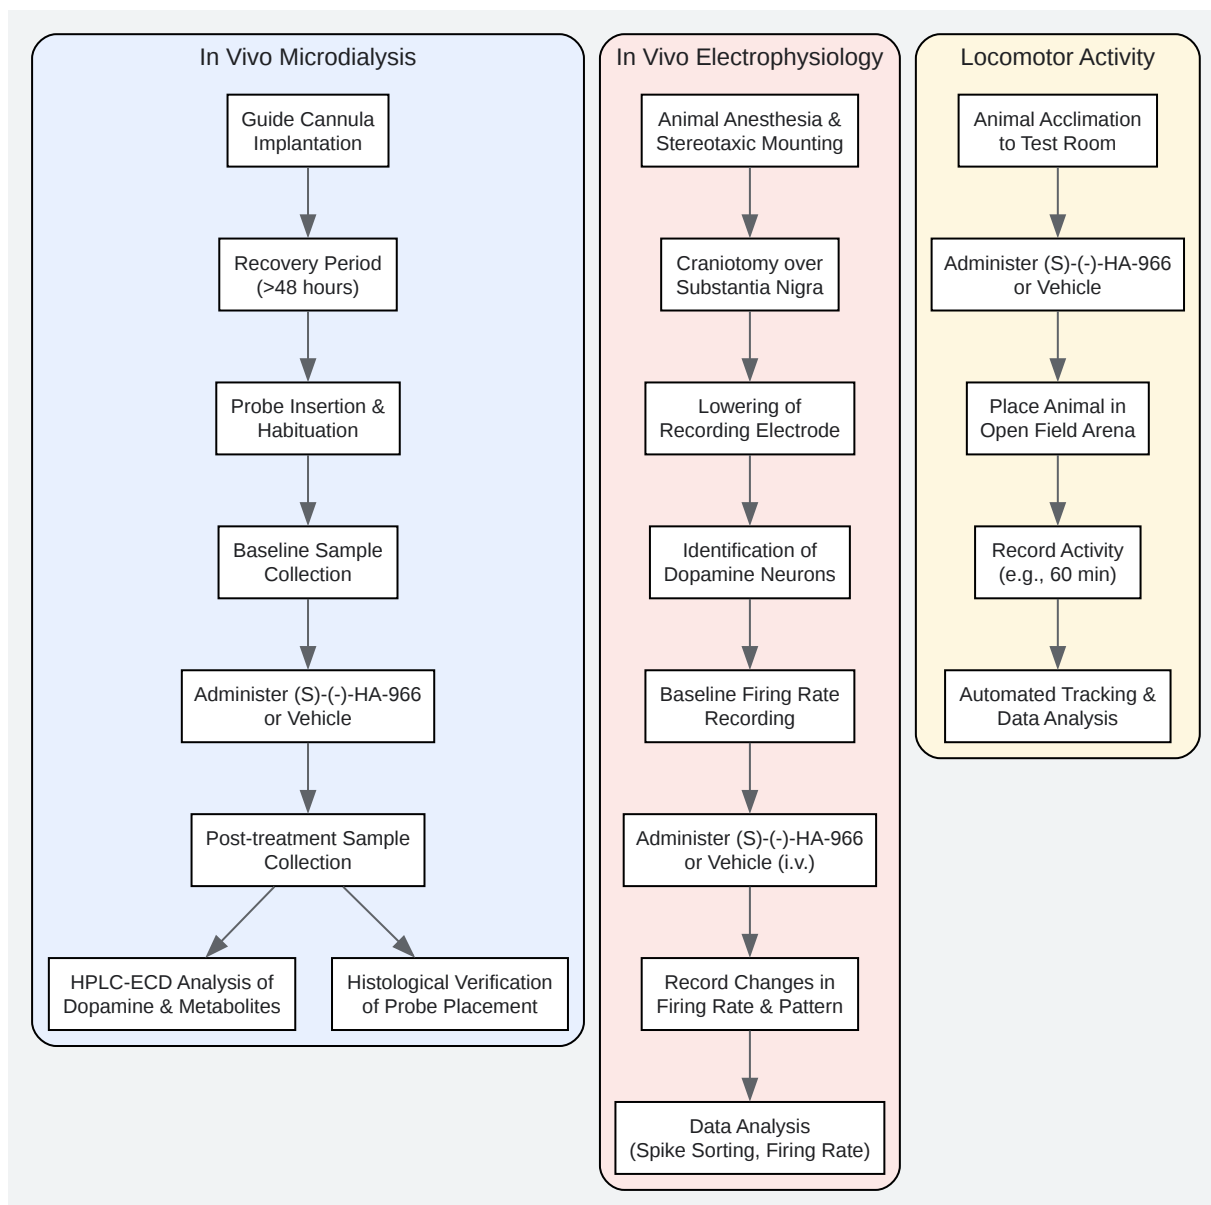 In Vivo Microdialysis
Guide Cannula
Implantation
Recovery Period
(>48 hours)
Probe Insertion &
Habituation
Baseline Sample
Collection
Administer (S)-(-)-HA-966
or Vehicle
Post-treatment Sample
Collection
HPLC-ECD Analysis of
Dopamine & Metabolites
Histological Verification
of Probe Placement
In Vivo Electrophysiology
Animal Anesthesia &
Stereotaxic Mounting
Craniotomy over
Substantia Nigra
Lowering of
Recording Electrode
Identification of
Dopamine Neurons
Baseline Firing Rate
Recording
Administer (S)-(-)-HA-966
or Vehicle (i.v.)
Record Changes in
Firing Rate & Pattern
Data Analysis
(Spike Sorting, Firing Rate)
Locomotor Activity
Animal Acclimation
to Test Room
Administer (S)-(-)-HA-966
or Vehicle
Place Animal in
Open Field Arena
Record Activity
(e.g., 60 min)
Automated Tracking &
Data Analysis